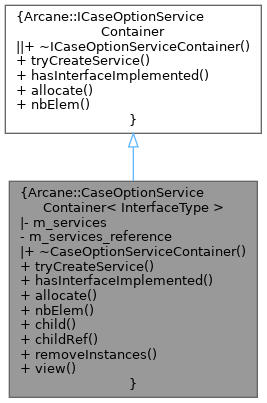 {Arcane::ICaseOptionService
Container
||+ ~ICaseOptionServiceContainer()
+ tryCreateService()
+ hasInterfaceImplemented()
+ allocate()
+ nbElem()
}
{Arcane::CaseOptionService
Container< InterfaceType >
|- m_services
- m_services_reference
|+ ~CaseOptionServiceContainer()
+ tryCreateService()
+ hasInterfaceImplemented()
+ allocate()
+ nbElem()
+ child()
+ childRef()
+ removeInstances()
+ view()
}